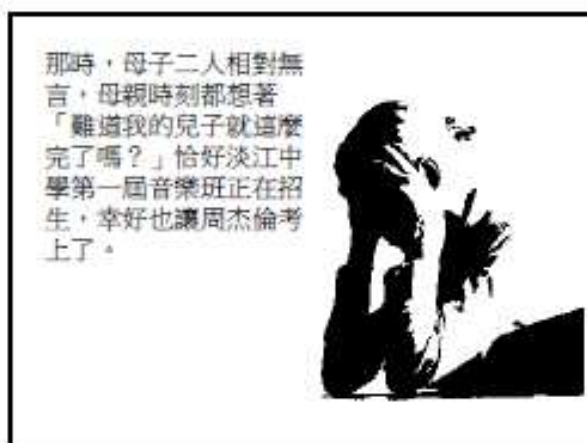 那時，母子二人相對無
言，母親時刻都想著
「難道我的兒子就這麼
完了嗎？」恰好淡江中
學第一屆音樂班正在招
生，幸好也讓周杰倫考
上了。